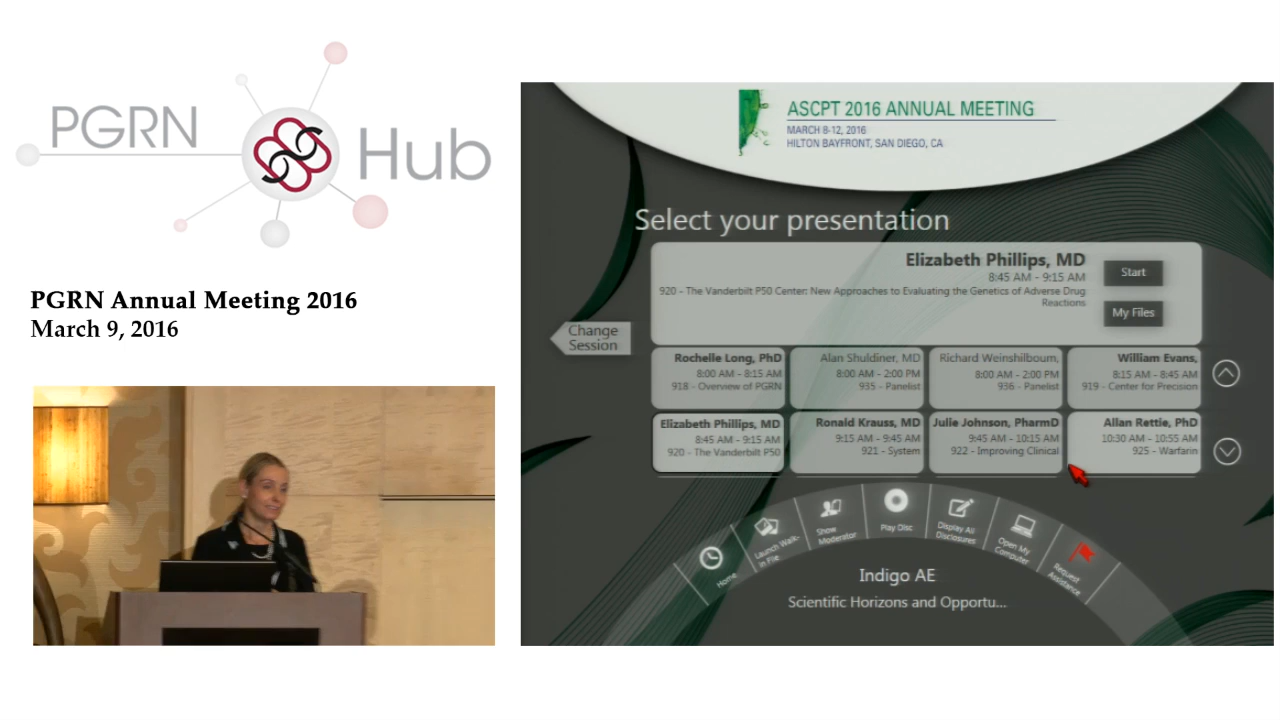 PGRN
Hub
PGRN Annual Meeting 2016
March 9, 2016
ASCPT 2016 ANNUAL MEETING
MARCH 8-12, 2016
HILTON BAYFRONT, SAN DIEGO, CA
Select your presentation
Elizabeth Phillips, MD
8:45 AM - 9:15 AM
920 - The Vanderbilt P50 Center: New Approaches to Evaluating the Genetics of Adverse Drug
Reactions
Start
My Files
Change
Session
Rochelle Long, PhD
8:00 AM - 8:15 AM
918 - Overview of PGRN
Alan Shuldiner, MD
8:00 AM - 2:00 PM
935 - Panelist
Richard Weinshilboum,
8:00 AM - 2:00 PM
936 - Panelist
William Evans,
8:15 AM - 8:45 AM
919 - Center for Precision
Elizabeth Phillips, MD
8:45 AM - 9:15 AM
920 - The Vanderbilt P50
Ronald Krauss, MD
9:15 AM - 9:45 AM
921 - System
Julie Johnson, PharmD
9:45 AM - 10:15 AM
922 - Improving Clinical
Allan Rettie, PhD
10:30 AM - 10:55 AM
925 - Warfarin
Home
Launch Walk-
in File
Show
Moderator
Play Disc
Display All
Disclosures
Open My
Computer
Request
Assistance
Indigo AE
Scientific Horizons and Opportu...